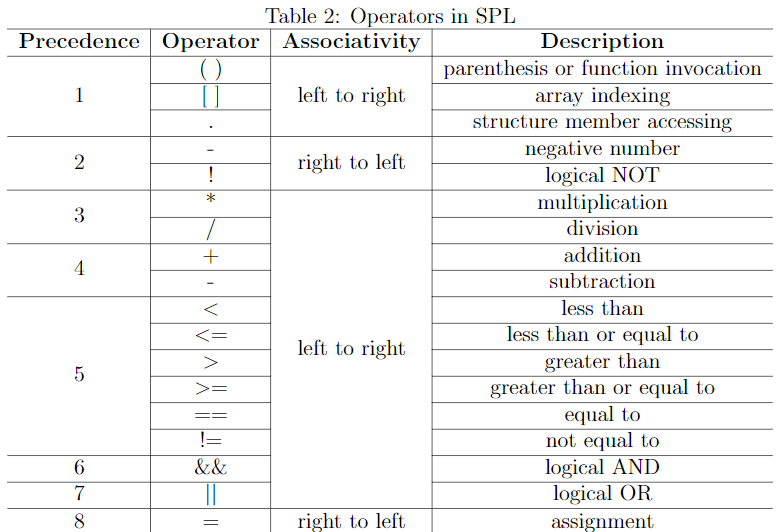 Table 2: Operators in SPL
Precedence Operator Associativity Description
1 ( ) left to right parenthesis or function invocation
[ ] array indexing
. structure member accessing
2 - right to left negative number
! logical NOT
3 * left to right multiplication
/ division
4 + addition
- subtraction
5 < less than
<= less than or equal to
> greater than
>= greater than or equal to
== equal to
!= not equal to
6 && logical AND
7 || logical OR
8 = right to left assignment